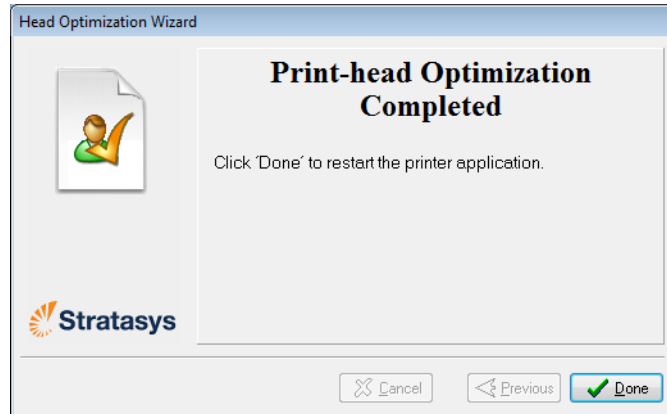 Head Optimization Wizard
Print-head Optimization
Completed
Click ‘Done’ to restart the printer application.
Stratasys
Cancel
Previous
Done